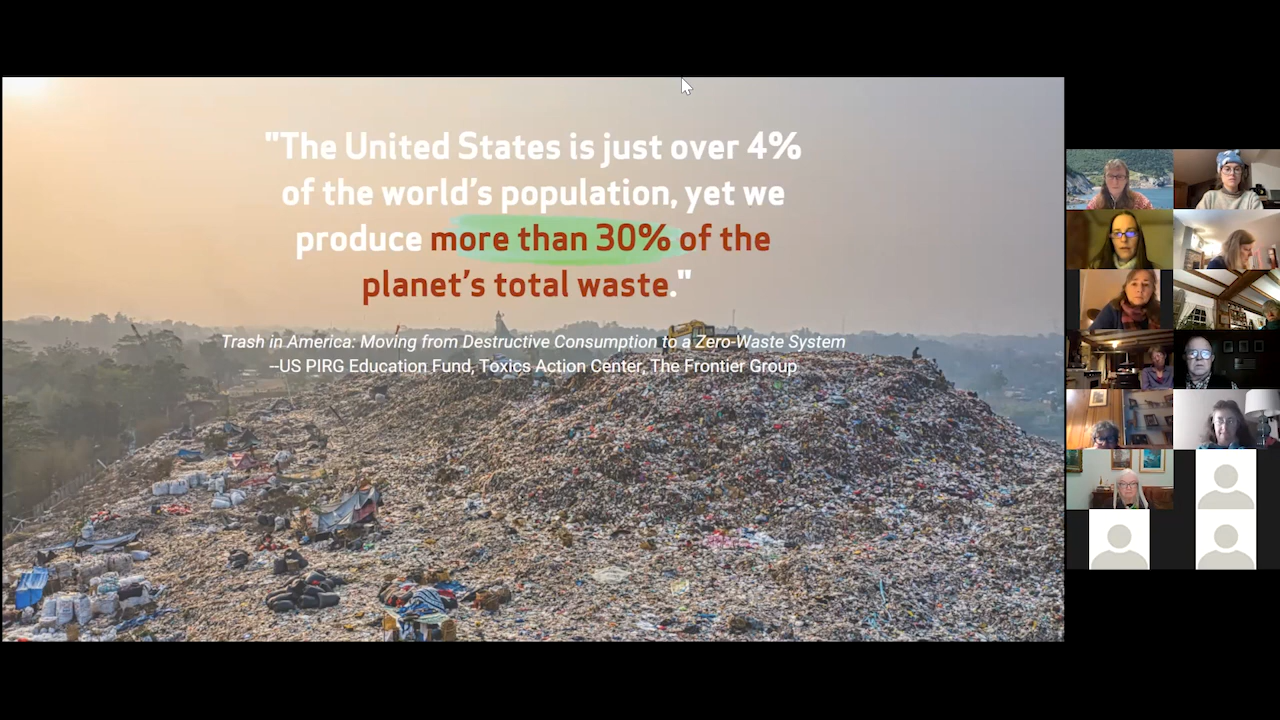 "The United States is just over 4%
of the world’s population, yet we
produce more than 30% of the
planet’s total waste."
Trash in America: Moving from Destructive Consumption to a Zero-Waste System
--US PIRG Education Fund, Toxics Action Center, The Frontier Group